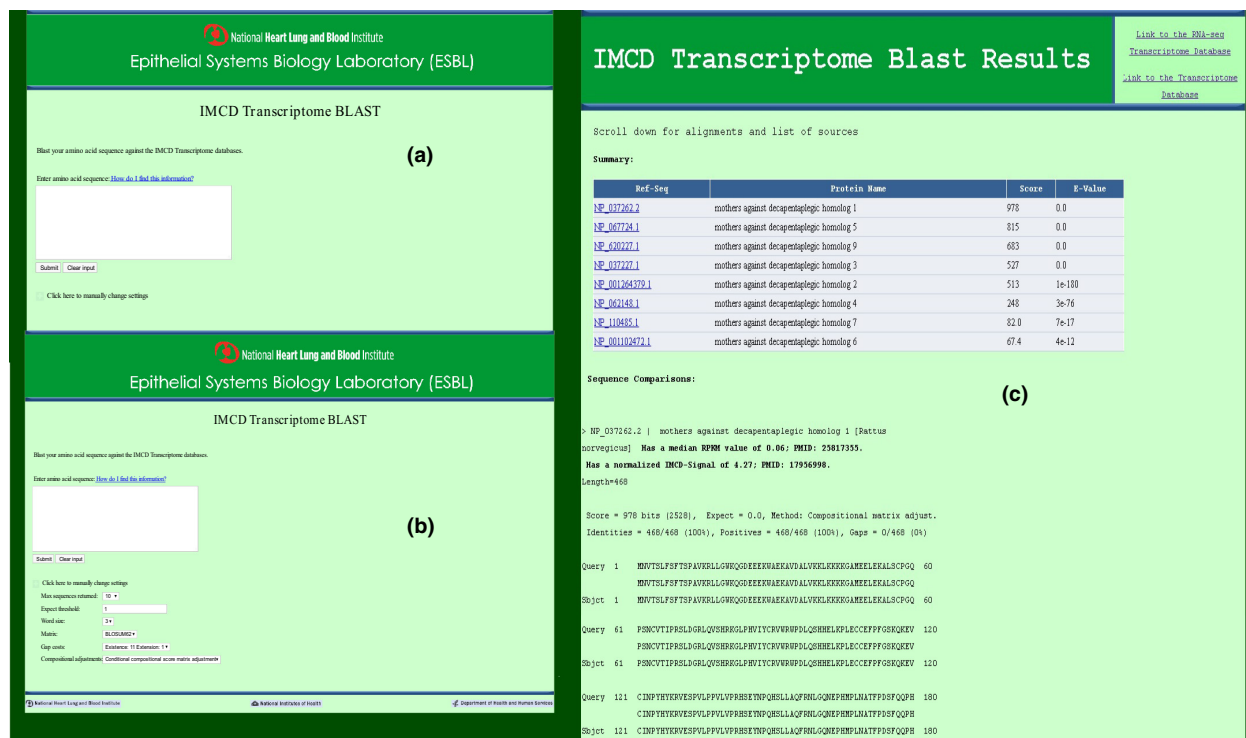 National Heart Lung and Blood Institute
Epithelial Systems Biology Laboratory (ESBL)
IMCD Transcriptome BLAST
Blast your amino acid sequence against the IMCD Transcriptome databases.
(a)
Enter amino acid sequence: How do I find this information?
Submit Clear input
Click here to manually change settings
National Heart Lung and Blood Institute
Epithelial Systems Biology Laboratory (ESBL)
IMCD Transcriptome BLAST
Blast your amino acid sequence against the IMCD Transcriptome databases.
Enter amino acid sequence: How do I find this information?
(b)
Submit Clear input
Click here to manually change settings
Max sequences returned: 10
Expect threshold: 1
Word size: 3
Matrix: BLOSUM62
Gap costs: Existence: 11 Extension: 1
Compositional adjustments: Conditional compositional score matrix adjustment
National Heart Lung and Blood Institute National Institutes of Health Department of Health and Human Services
IMCD Transcriptome Blast Results
Link to the RNA-seq
Transcriptome Database
Link to the Transcriptome
Database
Scroll down for alignments and list of sources
Summary:
Ref-Seq Protein Name Score E-Value
NP_037262.2 mothers against decapentaplegic homolog 1 978 0.0
NP_067724.1 mothers against decapentaplegic homolog 5 815 0.0
NP_620227.1 mothers against decapentaplegic homolog 9 683 0.0
NP_037227.1 mothers against decapentaplegic homolog 3 527 0.0
NP_001264379.1 mothers against decapentaplegic homolog 2 513 1e-180
NP_062148.1 mothers against decapentaplegic homolog 4 248 3e-76
NP_110485.1 mothers against decapentaplegic homolog 7 82.0 7e-17
NP_001102472.1 mothers against decapentaplegic homolog 6 67.4 4e-12
Sequence Comparisons:
(c)
> NP_037262.2 | mothers against decapentaplegic homolog 1 [Rattus
norvegicus] Has a median RPKM value of 0.06; PMID: 25817355.
Has a normalized IMCD-Signal of 4.27; PMID: 17956998.
Length=468
Score = 978 bits (2528), Expect = 0.0, Method: Compositional matrix adjust.
Identities = 468/468 (100%), Positives = 468/468 (100%), Gaps = 0/468 (0%)
Query 1 MNVTSLFSFTSPAVKRLLGWKQGDEEEKWAEKAVDALVKKLKKKKGAMEELEKALSCPGQ 60
MNVTSLFSFTSPAVKRLLGWKQGDEEEKWAEKAVDALVKKLKKKKGAMEELEKALSCPGQ
Sbjct 1 MNVTSLFSFTSPAVKRLLGWKQGDEEEKWAEKAVDALVKKLKKKKGAMEELEKALSCPGQ 60
Query 61 PSNCVTIPRSLDGRLQVSHRKGLPHVIYCRVWRWPDLQSHHELKPLECCEFPFGSKQKEV 120
PSNCVTIPRSLDGRLQVSHRKGLPHVIYCRVWRWPDLQSHHELKPLECCEFPFGSKQKEV
Sbjct 61 PSNCVTIPRSLDGRLQVSHRKGLPHVIYCRVWRWPDLQSHHELKPLECCEFPFGSKQKEV 120
Query 121 CINPYHYKRVESPVLPPVLVPRHSEYNPQHSLLAQFRNLGQNEPHMPLNATFPDSFQQPH 180
CINPYHYKRVESPVLPPVLVPRHSEYNPQHSLLAQFRNLGQNEPHMPLNATFPDSFQQPH
Sbjct 121 CINPYHYKRVESPVLPPVLVPRHSEYNPQHSLLAQFRNLGQNEPHMPLNATFPDSFQQPH 180